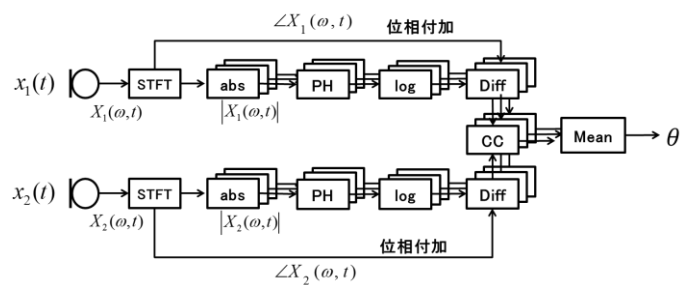 ∠X₁(ω, t) 位相付加
x₁(t) STFT abs PH log Diff
X₁(ω,t) |X₁(ω,t)|
CC Mean θ
x₂(t) STFT abs PH log Diff
X₂(ω,t) |X₂(ω,t)|
位相付加
∠X₂(ω, t)